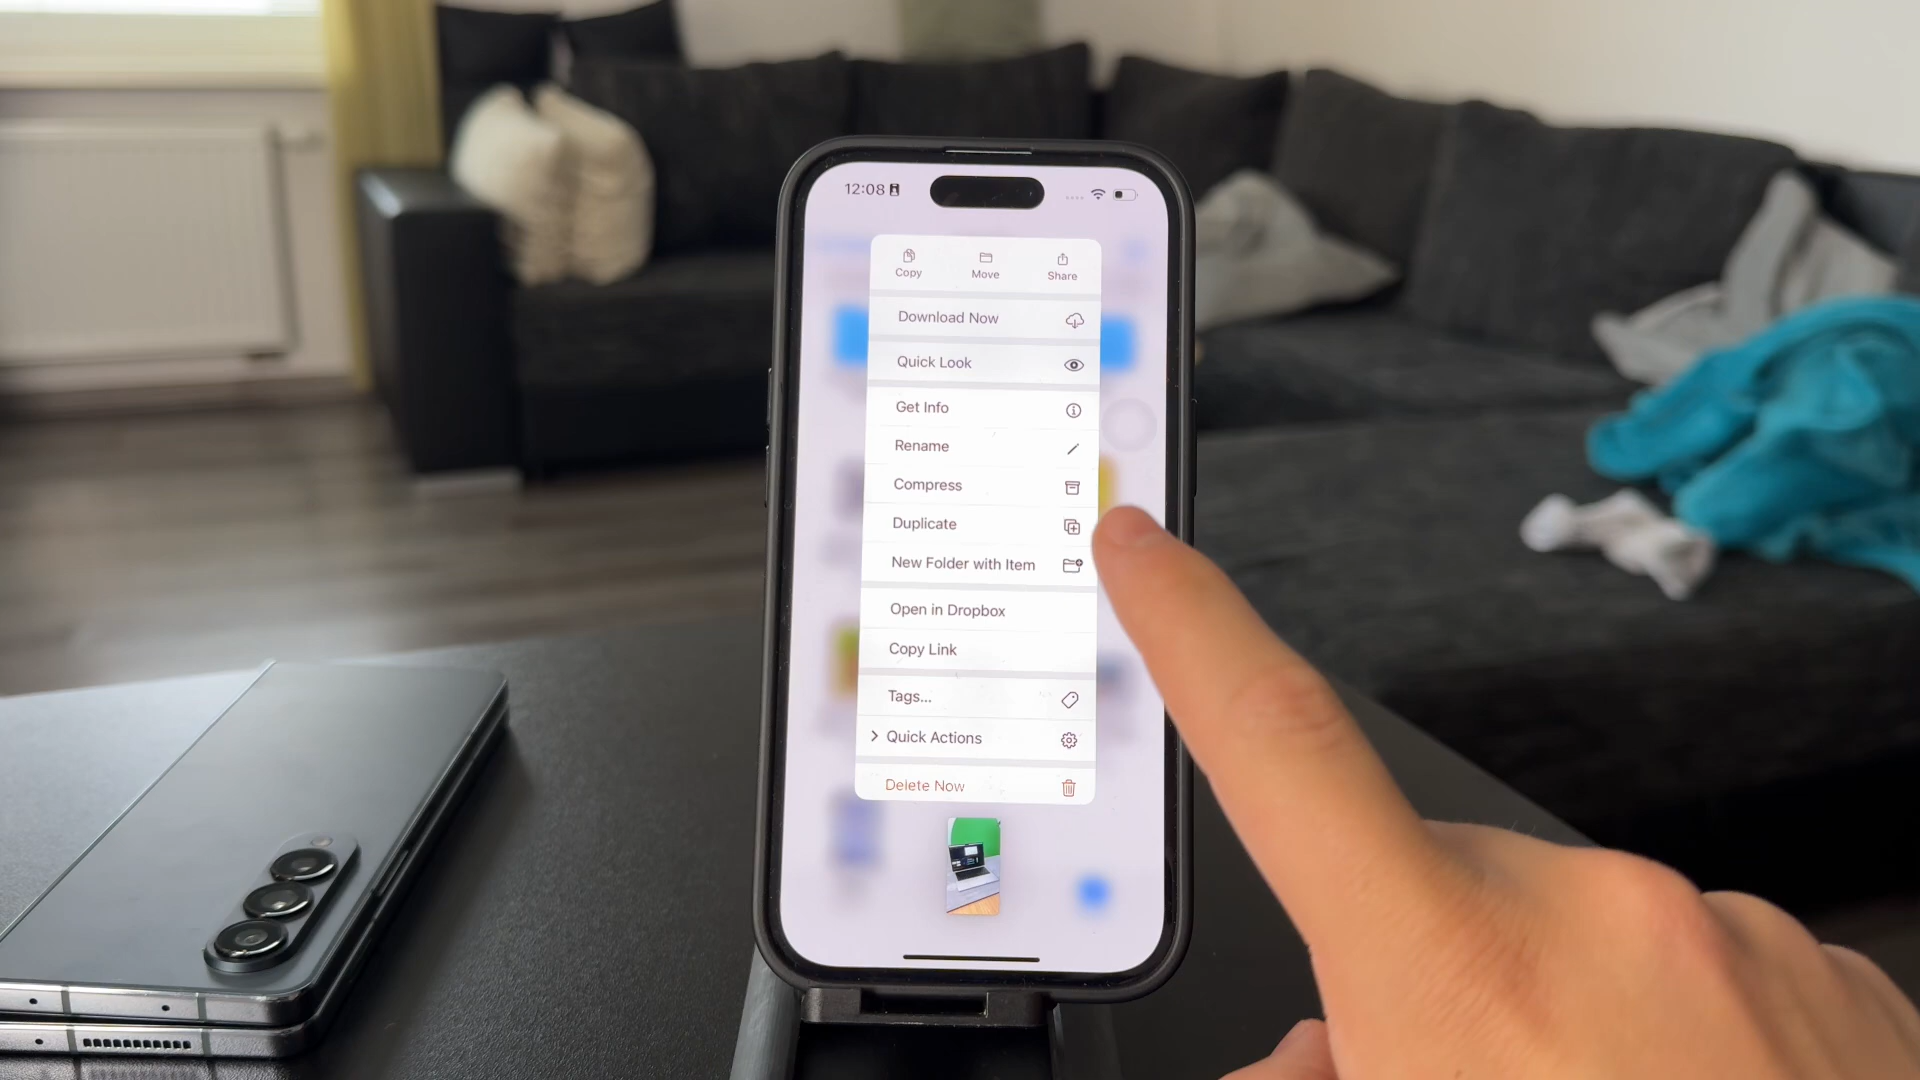 12:08
Copy Move Share
Download Now
Quick Look
Get Info
Rename
Compress
Duplicate
New Folder with Item
Open in Dropbox
Copy Link
Tags...
Quick Actions
Delete Now